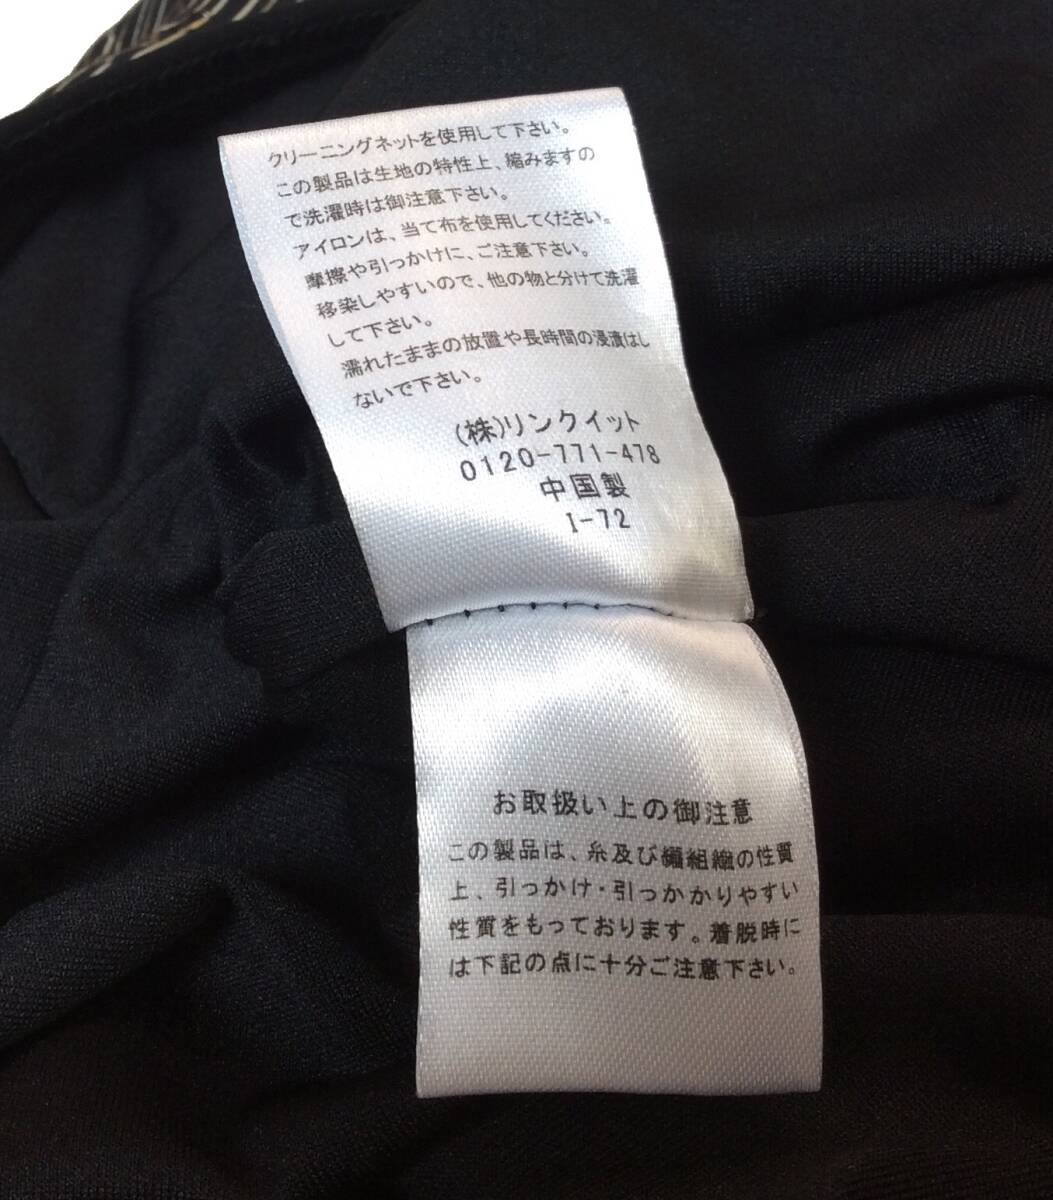 クリーニングネットを使用して下さい。
この製品は生地の特性上、縮みますの
で洗濯時は御注意下さい。
アイロンは、当て布を使用してください。
摩擦や引っかけに、ご注意下さい。
移染しやすいので、他の物と分けて洗濯
して下さい。
濡れたままの放置や長時間の浸漬はし
ないで下さい。
(株)リンクイット
0120-771-478
中国製
I-72
お取扱い上の御注意
この製品は、糸及び編組織の性質
上、引っかけ・引っかかりやすい
性質をもっております。着脱時に
は下記の点に十分ご注意下さい。